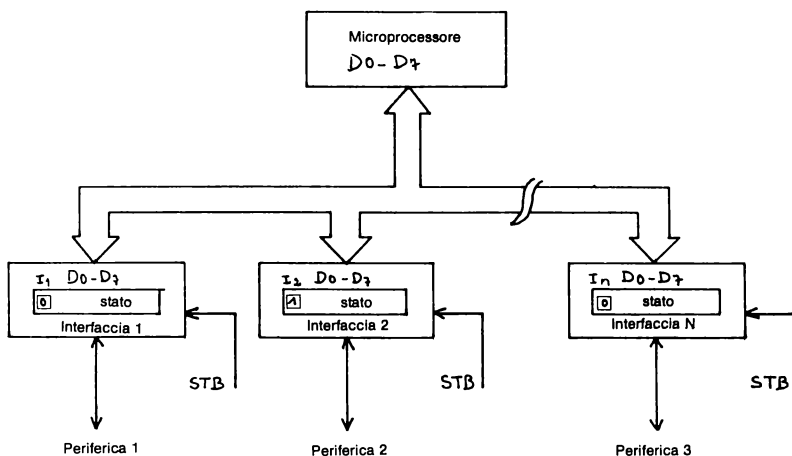 Microprocessore
D0-D7
I1 D0-D7
0 stato
Interfaccia 1
I2 D0-D7
1 stato
Interfaccia 2
In D0-D7
0 stato
Interfaccia N
STB
STB
STB
Periferica 1
Periferica 2
Periferica 3